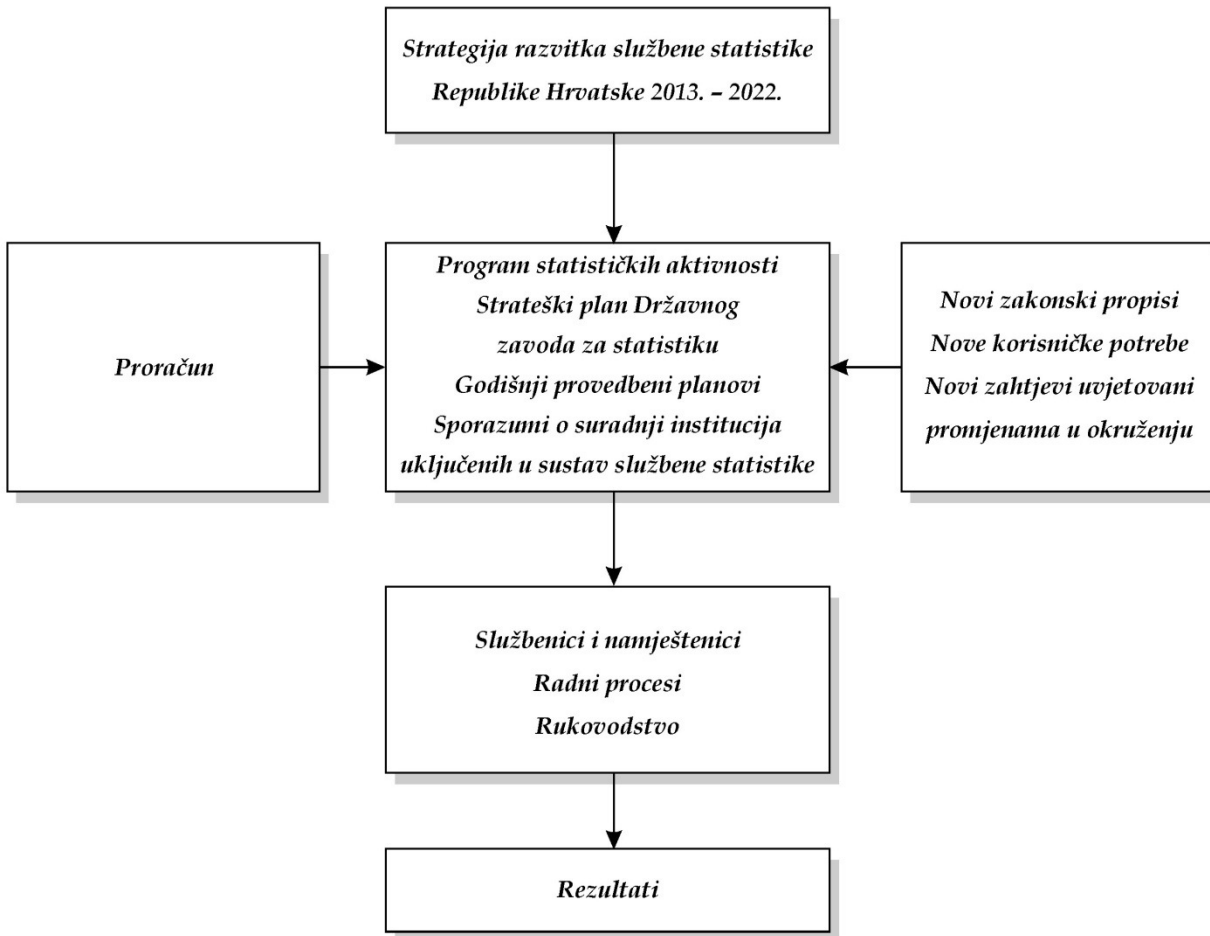 Strategija razvitka službene statistike
Republike Hrvatske 2013. – 2022.
Proračun
Program statističkih aktivnosti
Strateški plan Državnog
zavoda za statistiku
Godišnji provedbeni planovi
Sporazumi o suradnji institucija
uključenih u sustav službene statistike
Novi zakonski propisi
Nove korisničke potrebe
Novi zahtjevi uvjetovani
promjenama u okruženju
Službenici i namještenici
Radni procesi
Rukovodstvo
Rezultati